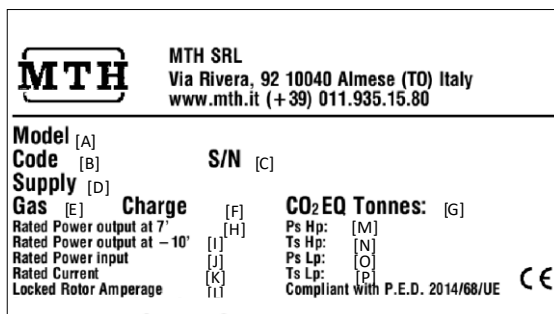 MTH
MTH SRL
Via Rivera, 92 10040 Almese (TO) Italy
www.mth.it (+39) 011.935.15.80
Model [A]
Code [B] S/N [C]
Supply [D]
Gas [E] Charge [F] CO2 EQ Tonnes: [G]
Rated Power output at 7' [H] Ps Hp: [M]
Rated Power output at −10' [I] Ts Hp: [N]
Rated Power input [J] Ps Lp: [O]
Rated Current [K] Ts Lp: [P]
Locked Rotor Amperage [L] Compliant with P.E.D. 2014/68/UE CE